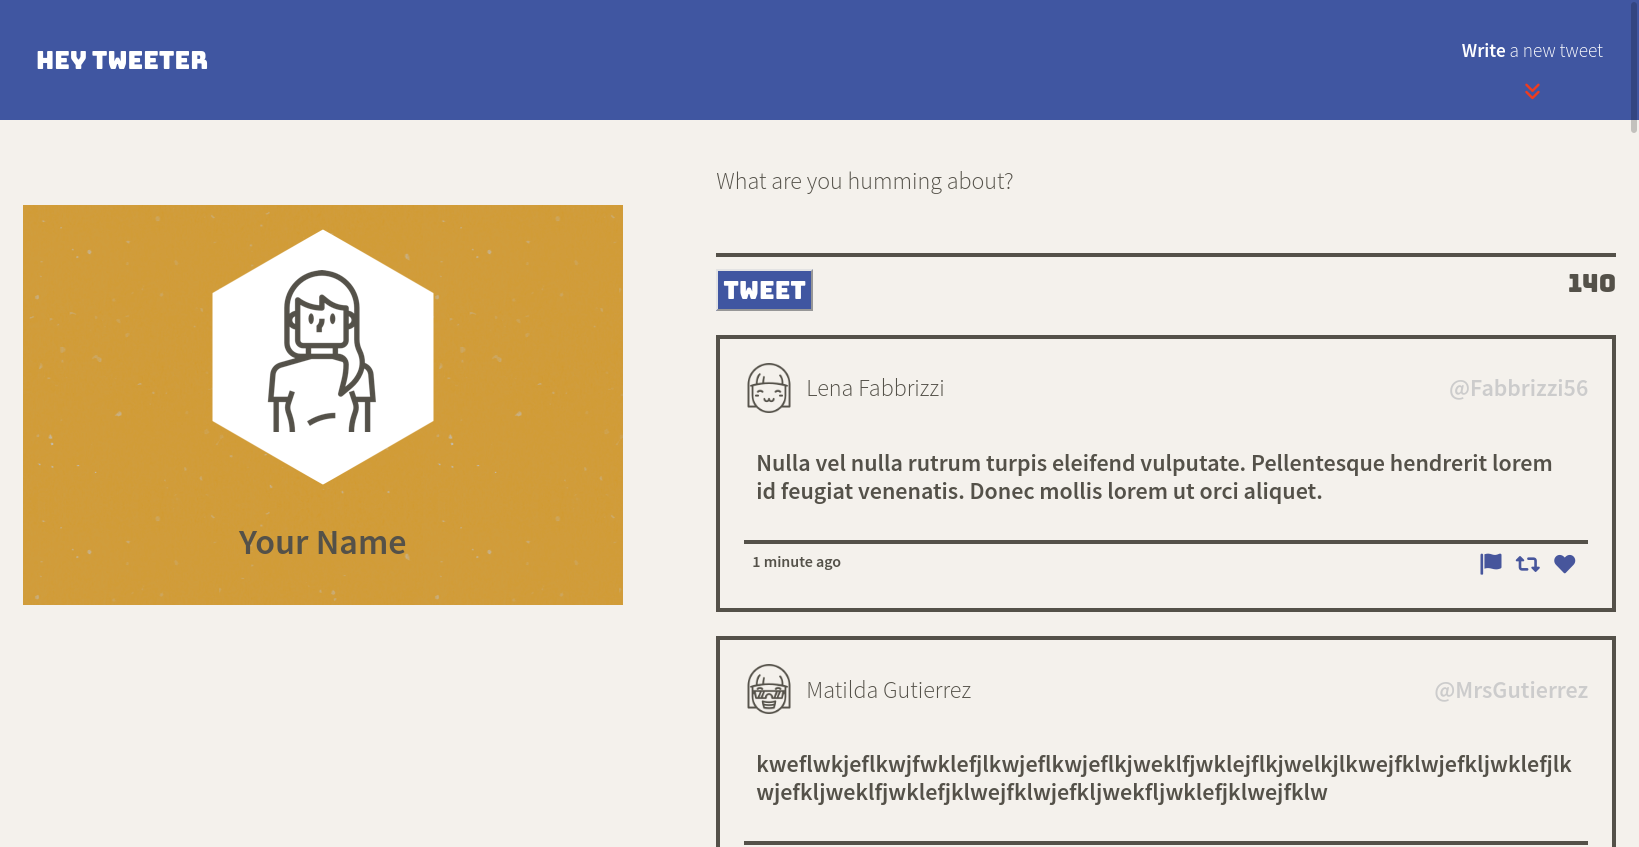 HEY TWEETER
Write a new tweet
What are you humming about?
TWEET
140
Your Name
Lena Fabbrizzi
@Fabbrizzi56
Nulla vel nulla rutrum turpis eleifend vulputate. Pellentesque hendrerit lorem
id feugiat venenatis. Donec mollis lorem ut orci aliquet.
1 minute ago
Matilda Gutierrez
@MrsGutierrez
kweflwkjeflkwjfwklefjlkwjeflkwjeflkjweklfjwklejflkjwelkjlkwejfklwjefkljwklefjlk
wjefkljweklfjwklefjklwejfklwjefkljwekfljwklefjklwejfklw